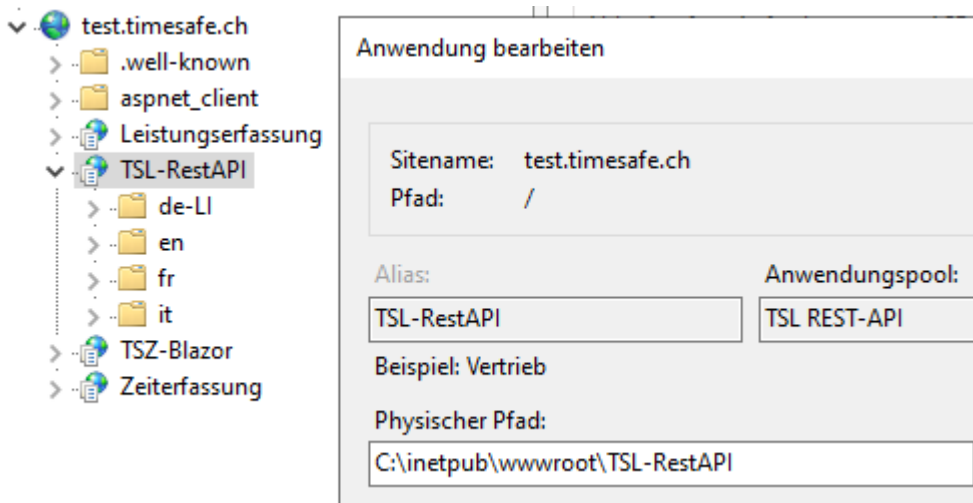 test.timesafe.ch
.well-known
aspnet_client
Leistungserfassung
TSL-RestAPI
de-LI
en
fr
it
TSZ-Blazor
Zeiterfassung
Anwendung bearbeiten
Sitename: test.timesafe.ch
Pfad: /
Alias: Anwendungspool:
TSL-RestAPI TSL REST-API
Beispiel: Vertrieb
Physischer Pfad:
C:\inetpub\wwwroot\TSL-RestAPI